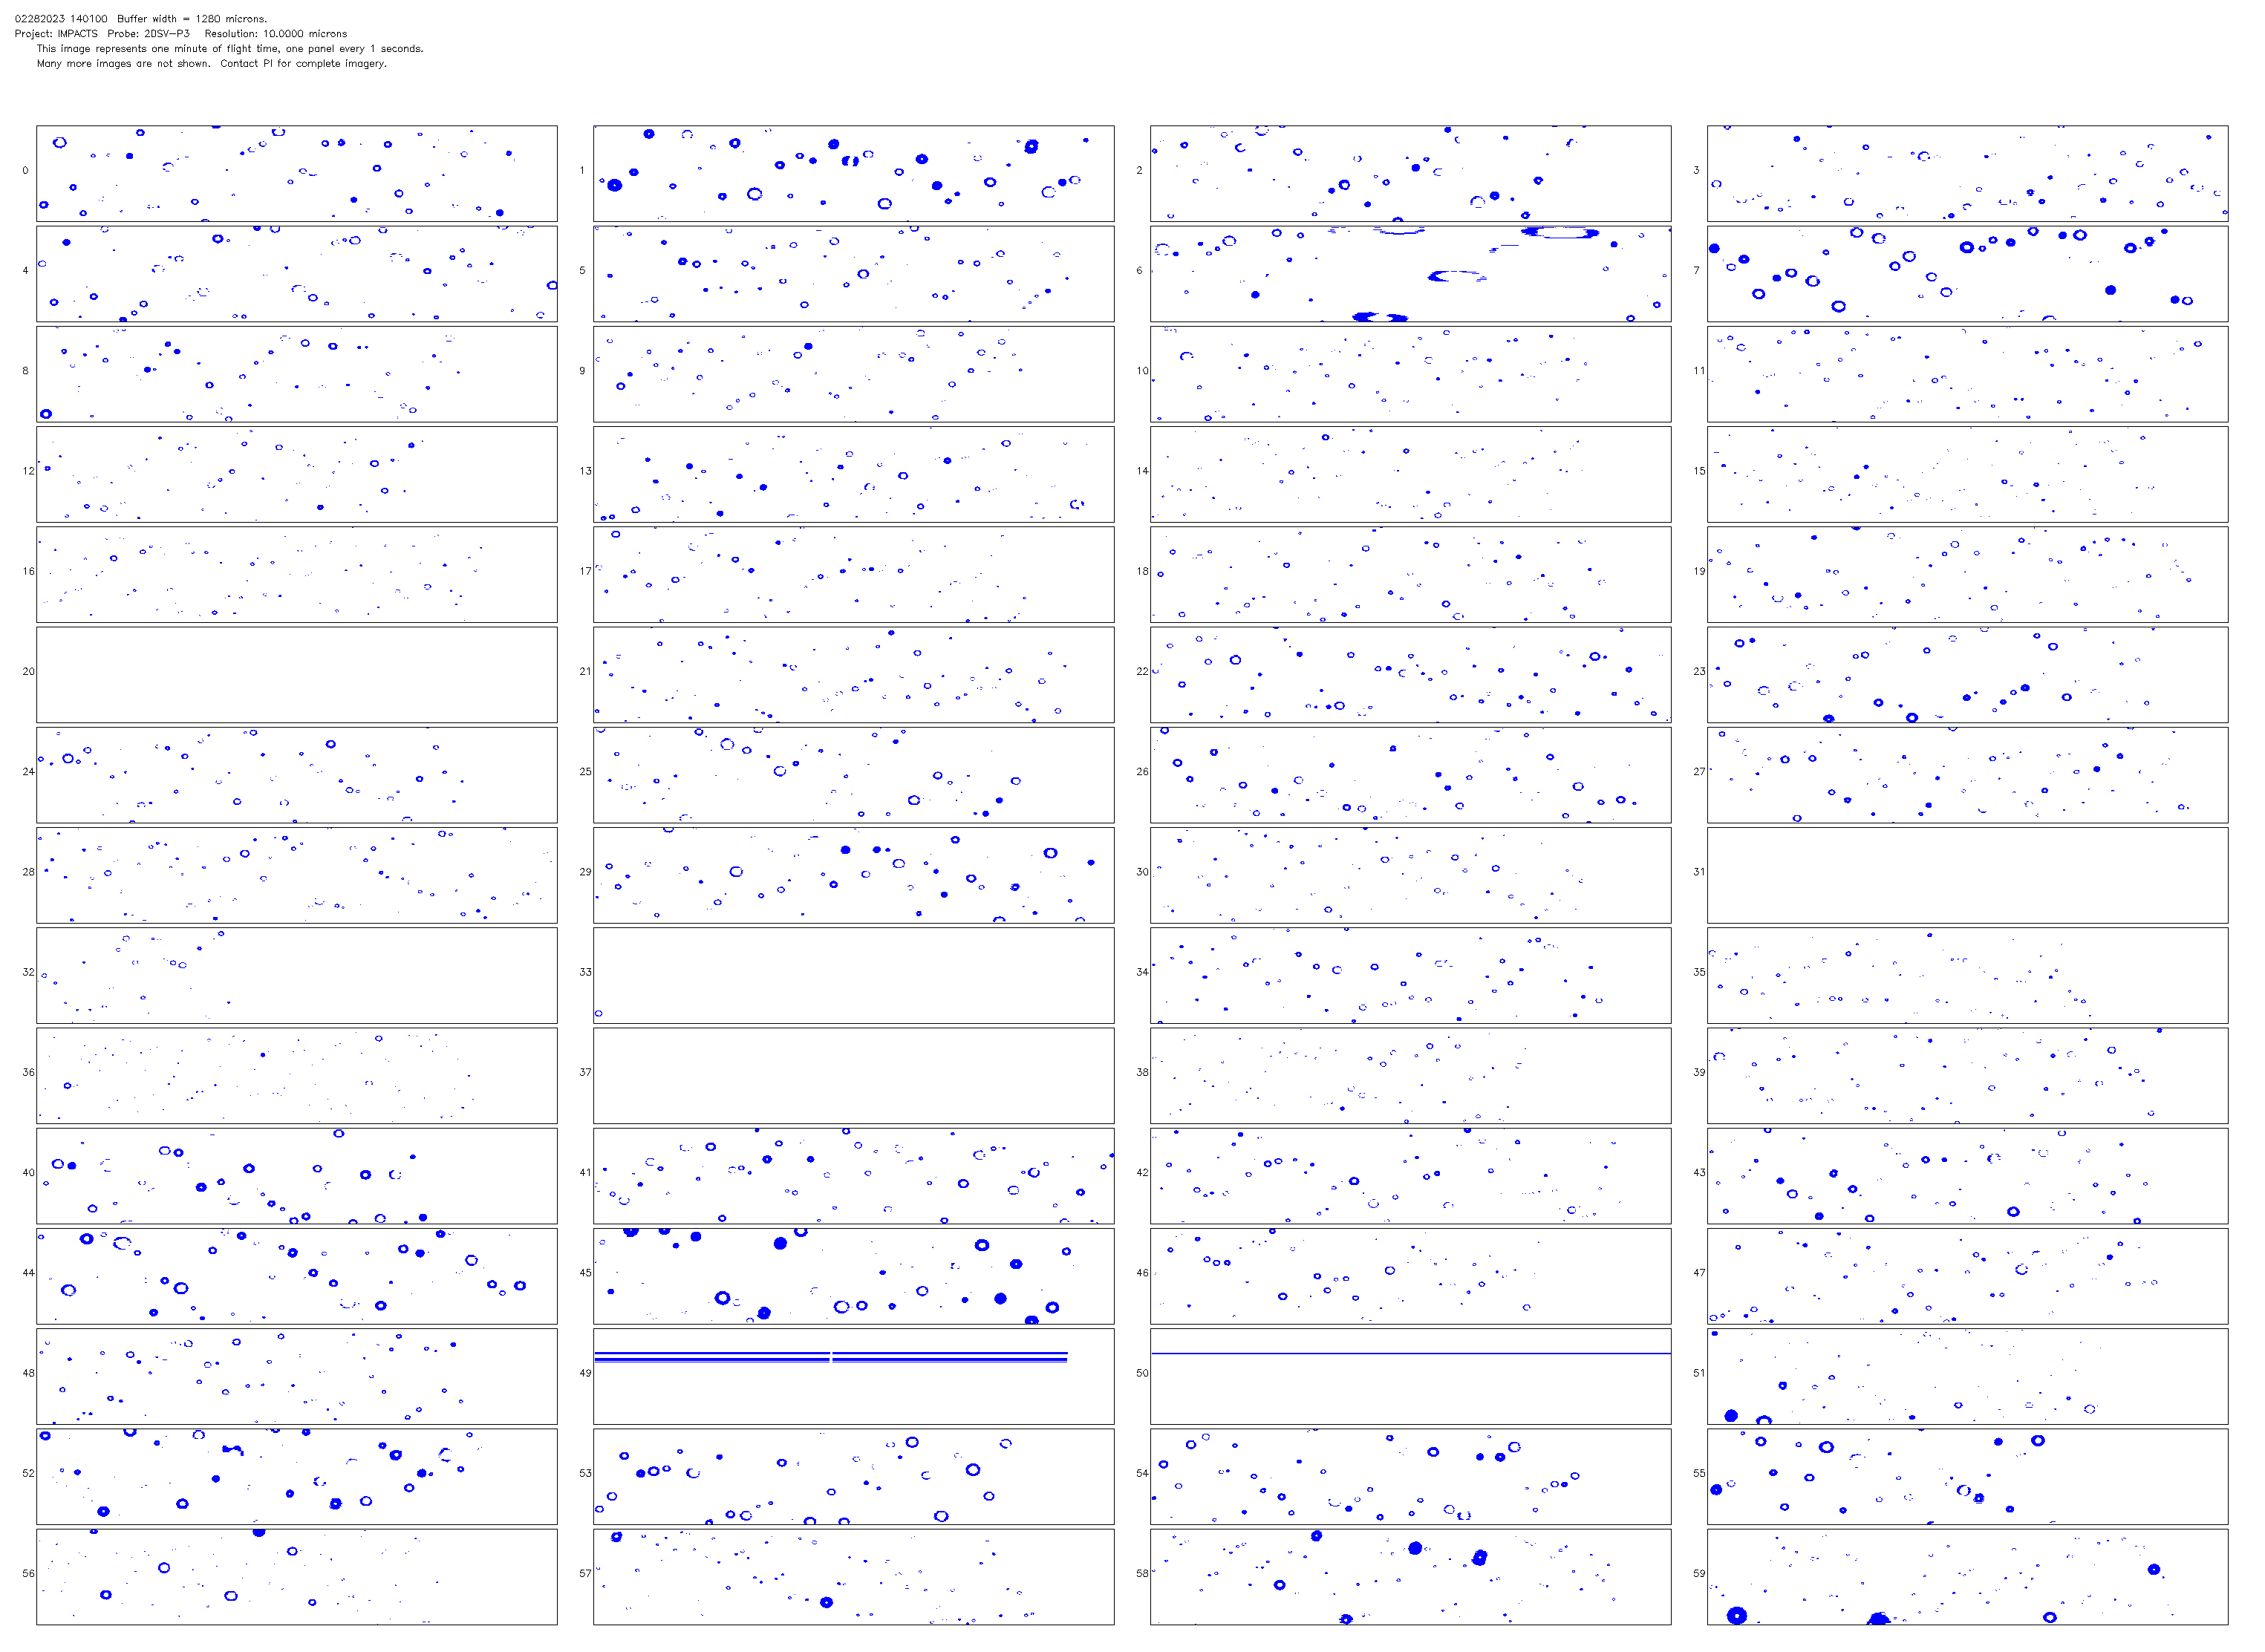 02282023 140100  Buffer width = 1280 microns.
Project: IMPACTS  Probe: 2DSV-P3    Resolution: 10.0000 microns
This image represents one minute of flight time, one panel every 1 seconds.
Many more images are not shown.  Contact PI for complete imagery.
0 1 2 3
4 5 6 7
8 9 10 11
12 13 14 15
16 17 18 19
20 21 22 23
24 25 26 27
28 29 30 31
32 33 34 35
36 37 38 39
40 41 42 43
44 45 46 47
48 49 50 51
52 53 54 55
56 57 58 59